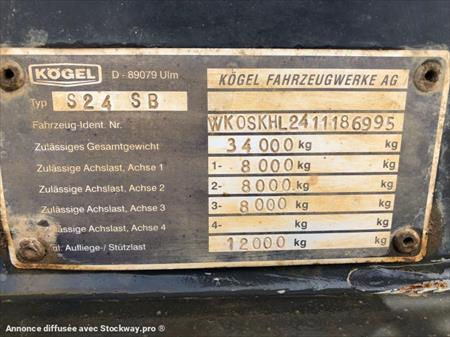 KÖGEL D - 89079 Ulm KÖGEL FAHRZEUGWERKE AG
Typ S24 SB
Fahrzeug-Ident. Nr. WK0SKHL2411186995
Zulässiges Gesamtgewicht 34000 kg kg
Zulässige Achslast, Achse 1 1- 8000 kg kg
Zulässige Achslast, Achse 2 2- 8000 kg kg
Zulässige Achslast, Achse 3 3- 8000 kg kg
Zulässige Achslast, Achse 4 4- kg kg
Aufliege-/ Stützlast 12000 kg kg
Annonce diffusée avec Stockway.pro ®